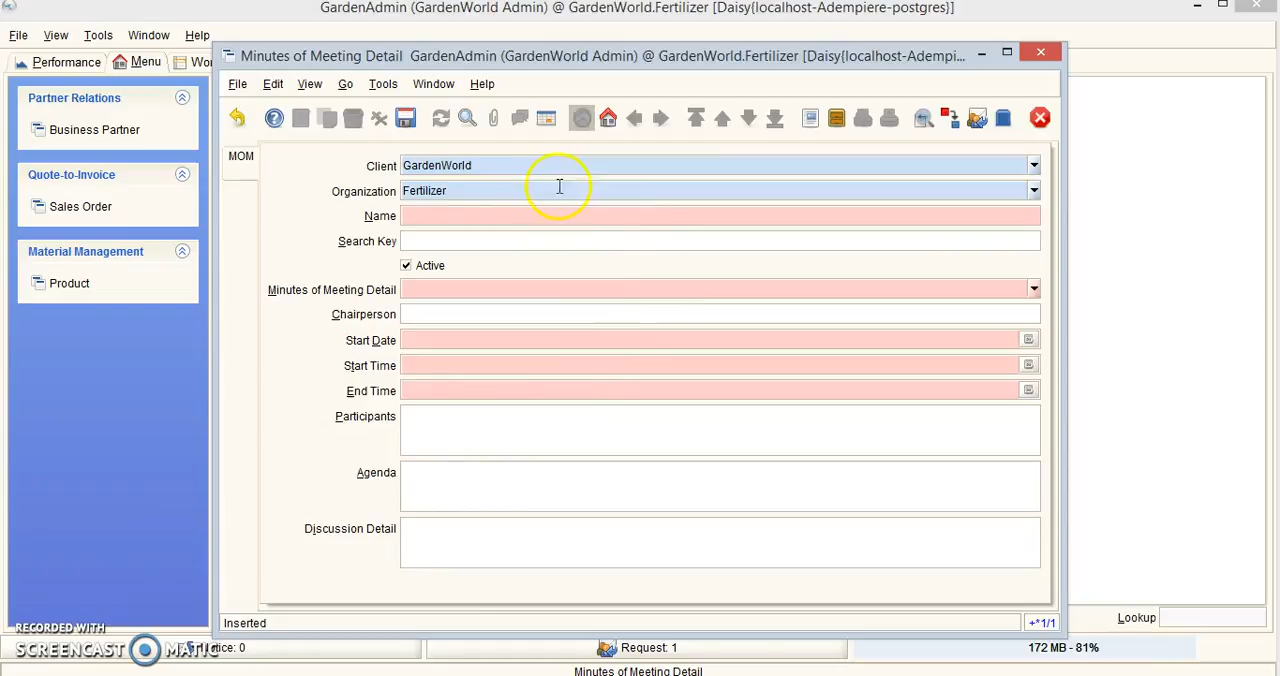 GardenAdmin (GardenWorld Admin) @ GardenWorld.Fertilizer [Daisy{localhost-Adempiere-postgres}]
File View Tools Window Help
Performance Menu
Minutes of Meeting Detail GardenAdmin (GardenWorld Admin) @ GardenWorld.Fertilizer [Daisy{localhost-Adempi...
File Edit View Go Tools Window Help
Partner Relations
Business Partner
Quote-to-Invoice
Sales Order
Material Management
Product
MOM
Client GardenWorld
Organization Fertilizer
Name
Search Key
Active
Minutes of Meeting Detail
Chairperson
Start Date
Start Time
End Time
Participants
Agenda
Discussion Detail
Inserted +*1/1
Lookup
RECORDED WITH
SCREENCAST MATIC
Notice: 0 Request: 1 172 MB - 81%
Minutes of Meeting Detail